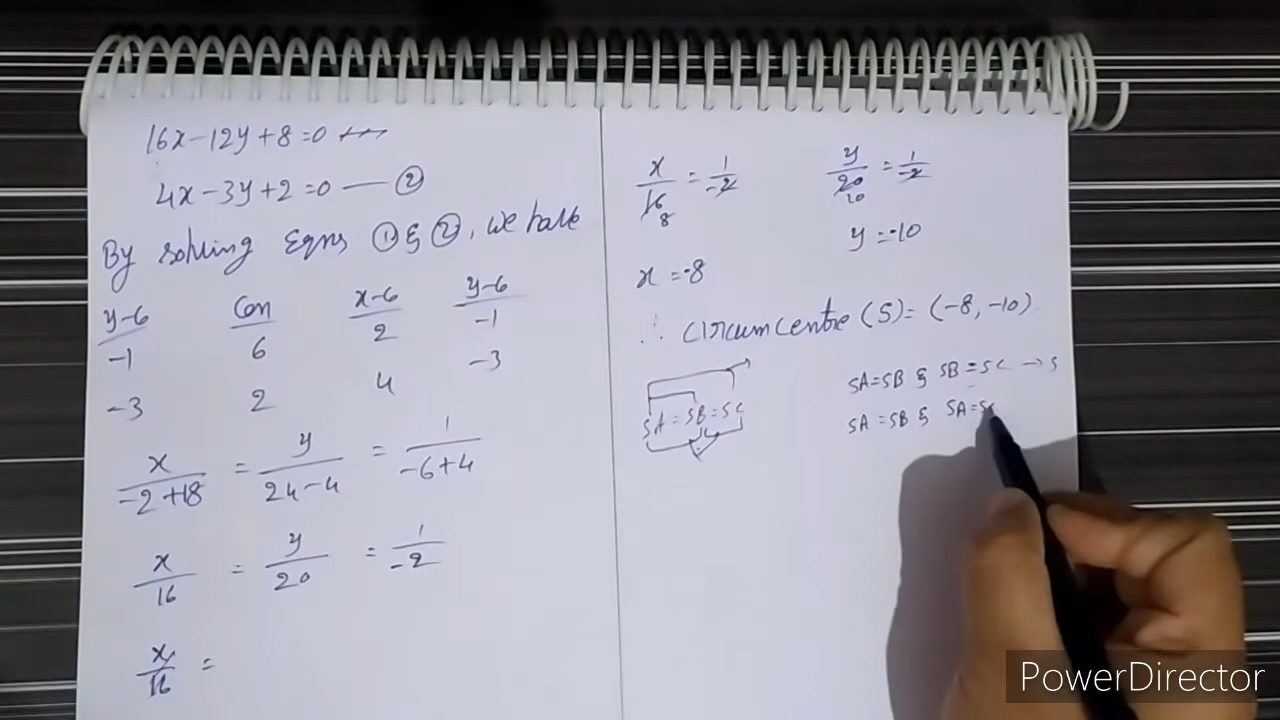 16x-12y+8=0
4x-3y+2=0 — ②
By solving Eqns ① & ②, we have
y-6 Con x-6 y-6
-1 6 2 -1
-3 2 4 -3
x/-2+18 = y/24-4 = 1/-6+4
x/16 = y/20 = 1/-2
x/16 =
x/16 = 1/-2
8
x = -8
y/20 = 1/-2
10
y = -10
∴ circumcentre (S) = (-8, -10).
SA = SB = SC
SA=SB & SB=SC → S
SA=SB & SA=SC
PowerDirector